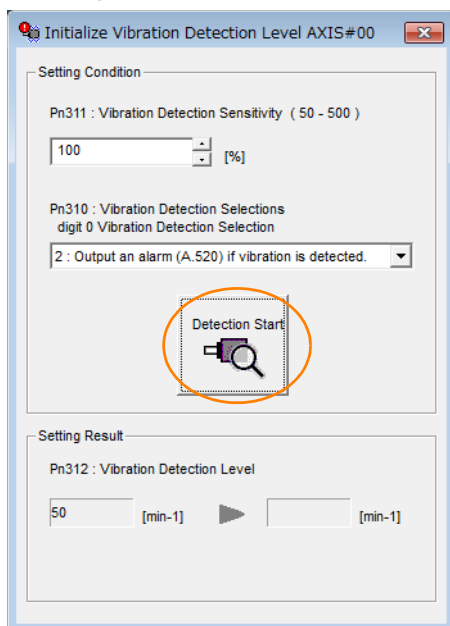 Initialize Vibration Detection Level AXIS#00
Setting Condition
Pn311 : Vibration Detection Sensitivity ( 50 - 500 )
100
[%]
Pn310 : Vibration Detection Selections
digit 0 Vibration Detection Selection
2 : Output an alarm (A.520) if vibration is detected.
Detection Start
Setting Result
Pn312 : Vibration Detection Level
50 [min-1] [min-1]